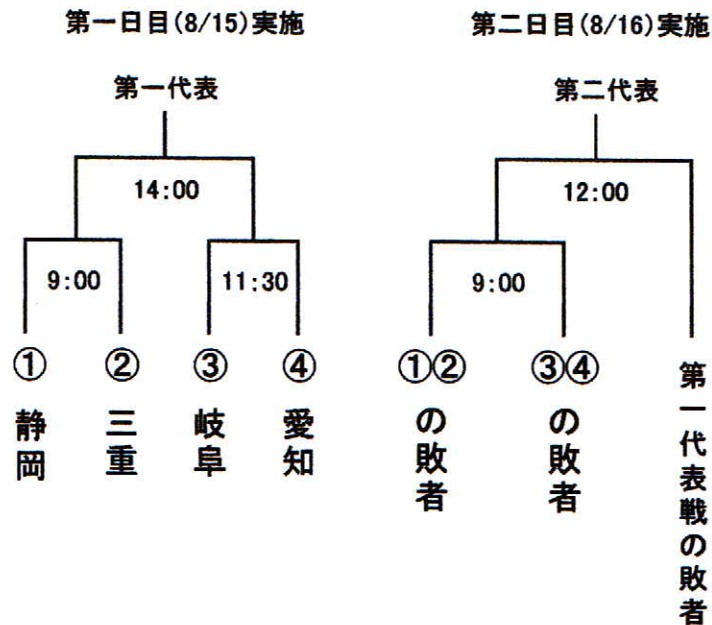 第一日目(8/15)実施
第一代表
14:00
9:00
11:30
①
静岡
②
三重
③
岐阜
④
愛知
第二日目(8/16)実施
第二代表
12:00
9:00
①②
の敗者
③④
の敗者
第一代表戦の敗者